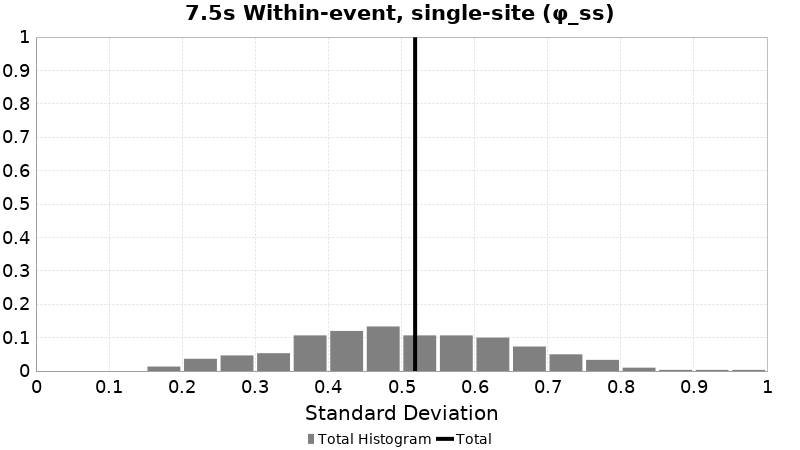 7.5s Within-event, single-site (φ_ss)
1
0.9
0.8
0.7
0.6
0.5
0.4
0.3
0.2
0.1
0
0 0.1 0.2 0.3 0.4 0.5 0.6 0.7 0.8 0.9 1
Standard Deviation
Total Histogram Total